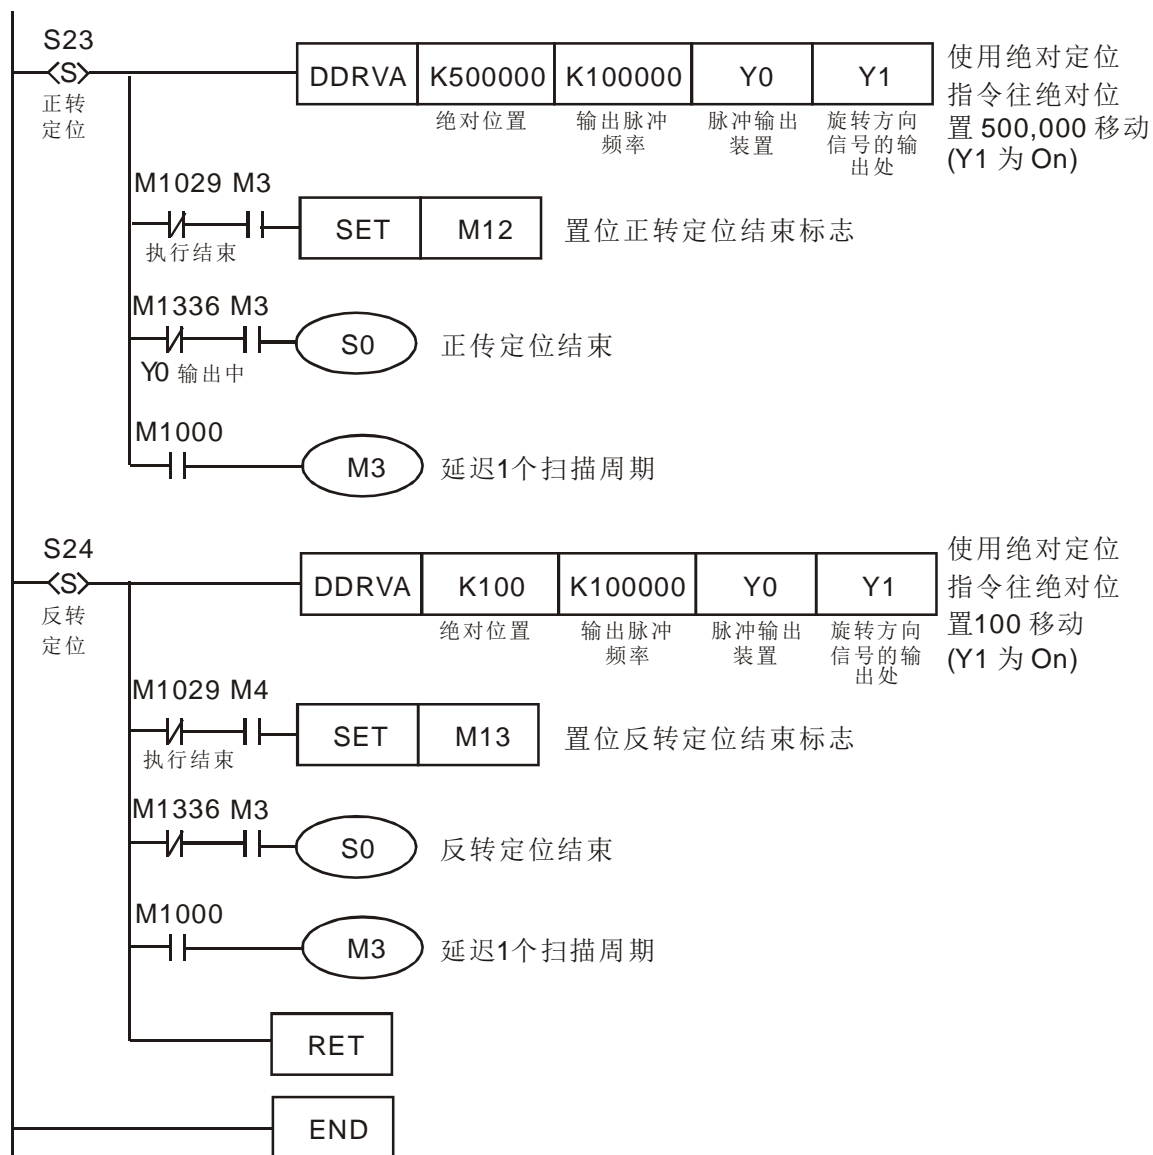 S23
S
正转
定位
DDRVA K500000 K100000 Y0 Y1
绝对位置
输出脉冲
频率
脉冲输出
装置
旋转方向
信号的输
出处
使用绝对定位
指令往绝对位
置 500,000 移动
(Y1 为 On)
M1029 M3
执行结束
SET M12
置位正转定位结束标志
M1336 M3
Y0 输出中
S0
正传定位结束
M1000
M3
延迟1个扫描周期
S24
S
反转
定位
DDRVA K100 K100000 Y0 Y1
绝对位置
输出脉冲
频率
脉冲输出
装置
旋转方向
信号的输
出处
使用绝对定位
指令往绝对位
置100 移动
(Y1 为 On)
M1029 M4
执行结束
SET M13
置位反转定位结束标志
M1336 M3
S0
反转定位结束
M1000
M3
延迟1个扫描周期
RET
END